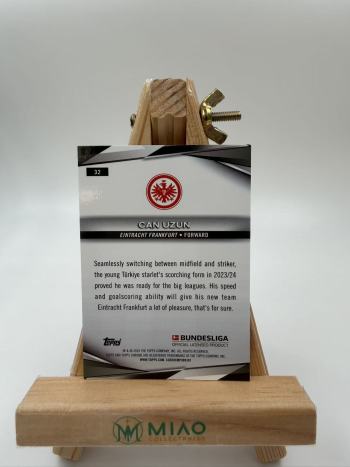 32
CAN UZUN
EINTRACHT FRANKFURT • FORWARD
Seamlessly switching between midfield and striker,
the young Türkiye starlet's scorching form in 2023/24
proved he was ready for the big leagues. His speed
and goalscoring ability will give his new team
Eintracht Frankfurt a lot of pleasure, that's for sure.
Topps
BUNDESLIGA
OFFICIAL LICENSED PRODUCT
MIAO
COLLECTIBLES